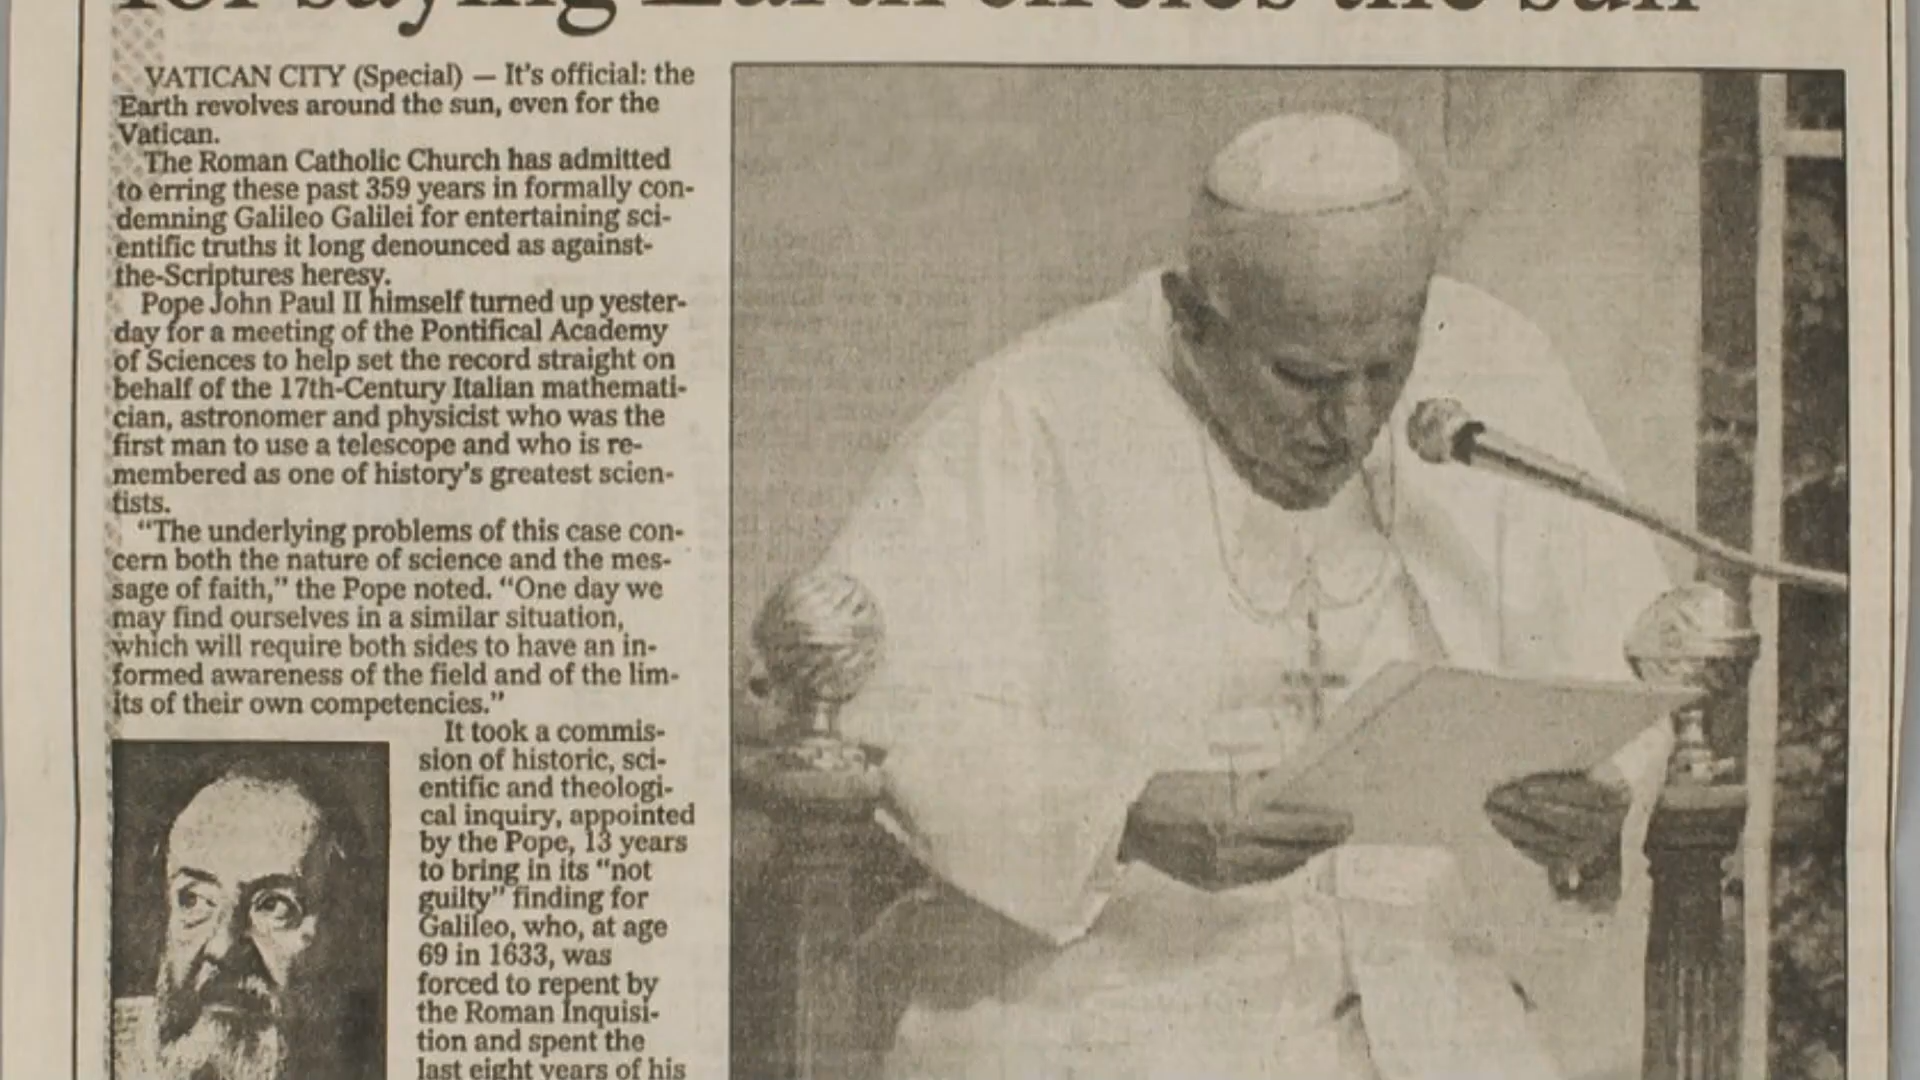 for saying Earth circles the sun
VATICAN CITY (Special) — It's official: the
Earth revolves around the sun, even for the
Vatican.
The Roman Catholic Church has admitted
to erring these past 359 years in formally con-
demning Galileo Galilei for entertaining sci-
entific truths it long denounced as against-
the-Scriptures heresy.
Pope John Paul II himself turned up yester-
day for a meeting of the Pontifical Academy
of Sciences to help set the record straight on
behalf of the 17th-Century Italian mathemati-
cian, astronomer and physicist who was the
first man to use a telescope and who is re-
membered as one of history's greatest scien-
tists.
“The underlying problems of this case con-
cern both the nature of science and the mes-
sage of faith,” the Pope noted. “One day we
may find ourselves in a similar situation,
which will require both sides to have an in-
formed awareness of the field and of the lim-
its of their own competencies.”
It took a commis-
sion of historic, sci-
entific and theologi-
cal inquiry, appointed
by the Pope, 13 years
to bring in its “not
guilty” finding for
Galileo, who, at age
69 in 1633, was
forced to repent by
the Roman Inquisi-
tion and spent the
last eight years of his